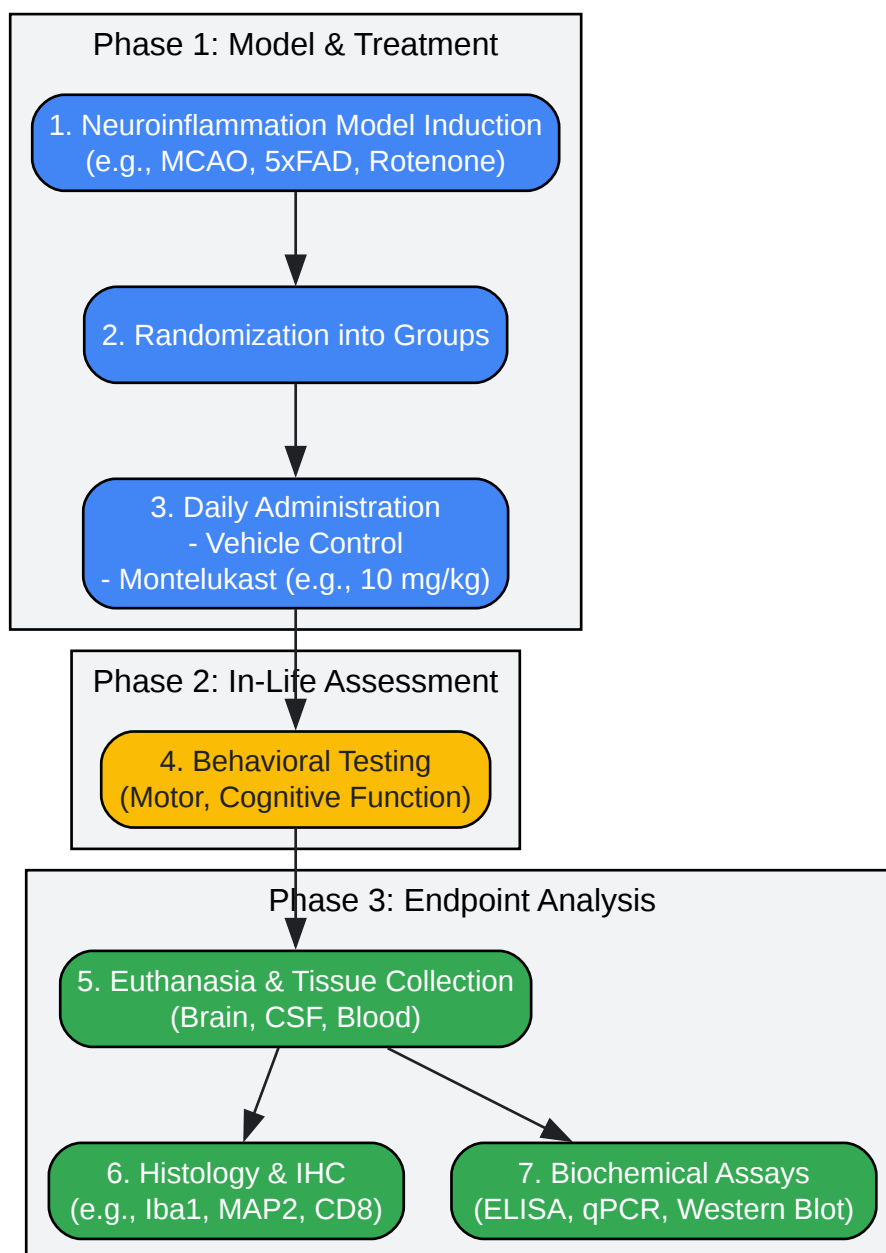 Phase 1: Model & Treatment
1. Neuroinflammation Model Induction
(e.g., MCAO, 5xFAD, Rotenone)
2. Randomization into Groups
3. Daily Administration
- Vehicle Control
- Montelukast (e.g., 10 mg/kg)
Phase 2: In-Life Assessment
4. Behavioral Testing
(Motor, Cognitive Function)
Phase 3: Endpoint Analysis
5. Euthanasia & Tissue Collection
(Brain, CSF, Blood)
6. Histology & IHC
(e.g., Iba1, MAP2, CD8)
7. Biochemical Assays
(ELISA, qPCR, Western Blot)